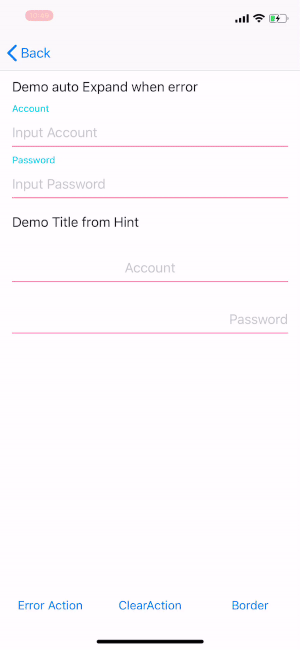 Back
Demo auto Expand when error
Account
Input Account
Password
Input Password
Demo Title from Hint
Account
Password
Error Action
ClearAction
Border